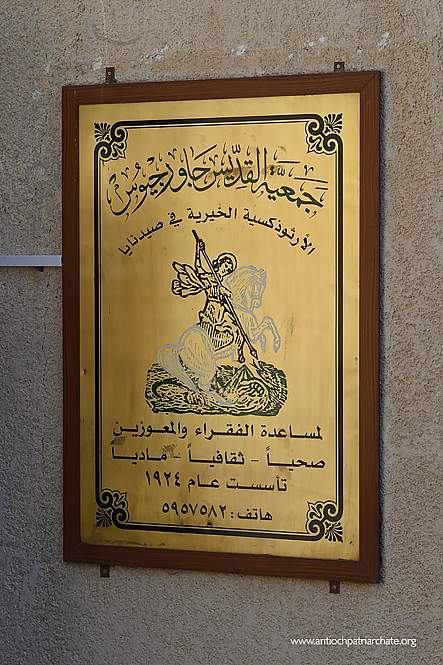 جمعية القديس جاورجيوس
الأرثوذكسية الخيرية في صيدنايا
لمساعدة الفقراء والمعوزين
صحياً - ثقافياً - مادياً
تأسست عام ١٩٢٤
هاتف: ٥٩٥٧٥٨٢
www.antiochpatriarchate.org